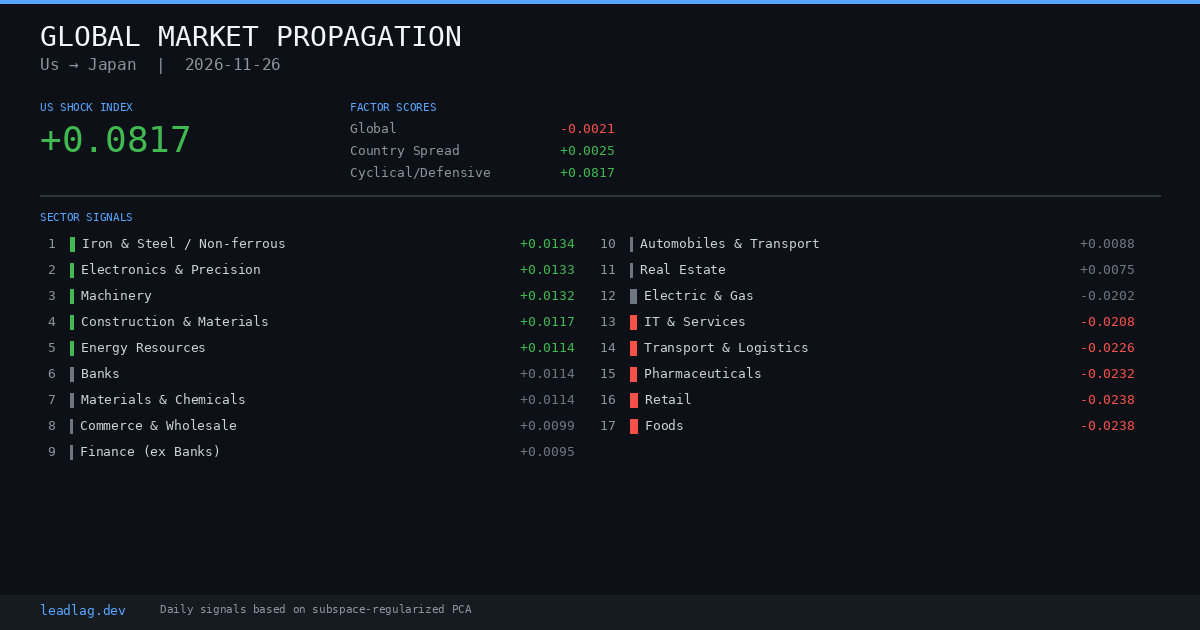 GLOBAL MARKET PROPAGATION
Us → Japan | 2026-11-26
US SHOCK INDEX
+0.0817
FACTOR SCORES
Global -0.0021
Country Spread +0.0025
Cyclical/Defensive +0.0817
SECTOR SIGNALS
1 Iron & Steel / Non-ferrous +0.0134
2 Electronics & Precision +0.0133
3 Machinery +0.0132
4 Construction & Materials +0.0117
5 Energy Resources +0.0114
6 Banks +0.0114
7 Materials & Chemicals +0.0114
8 Commerce & Wholesale +0.0099
9 Finance (ex Banks) +0.0095
10 Automobiles & Transport +0.0088
11 Real Estate +0.0075
12 Electric & Gas -0.0202
13 IT & Services -0.0208
14 Transport & Logistics -0.0226
15 Pharmaceuticals -0.0232
16 Retail -0.0238
17 Foods -0.0238
leadlag.dev Daily signals based on subspace-regularized PCA